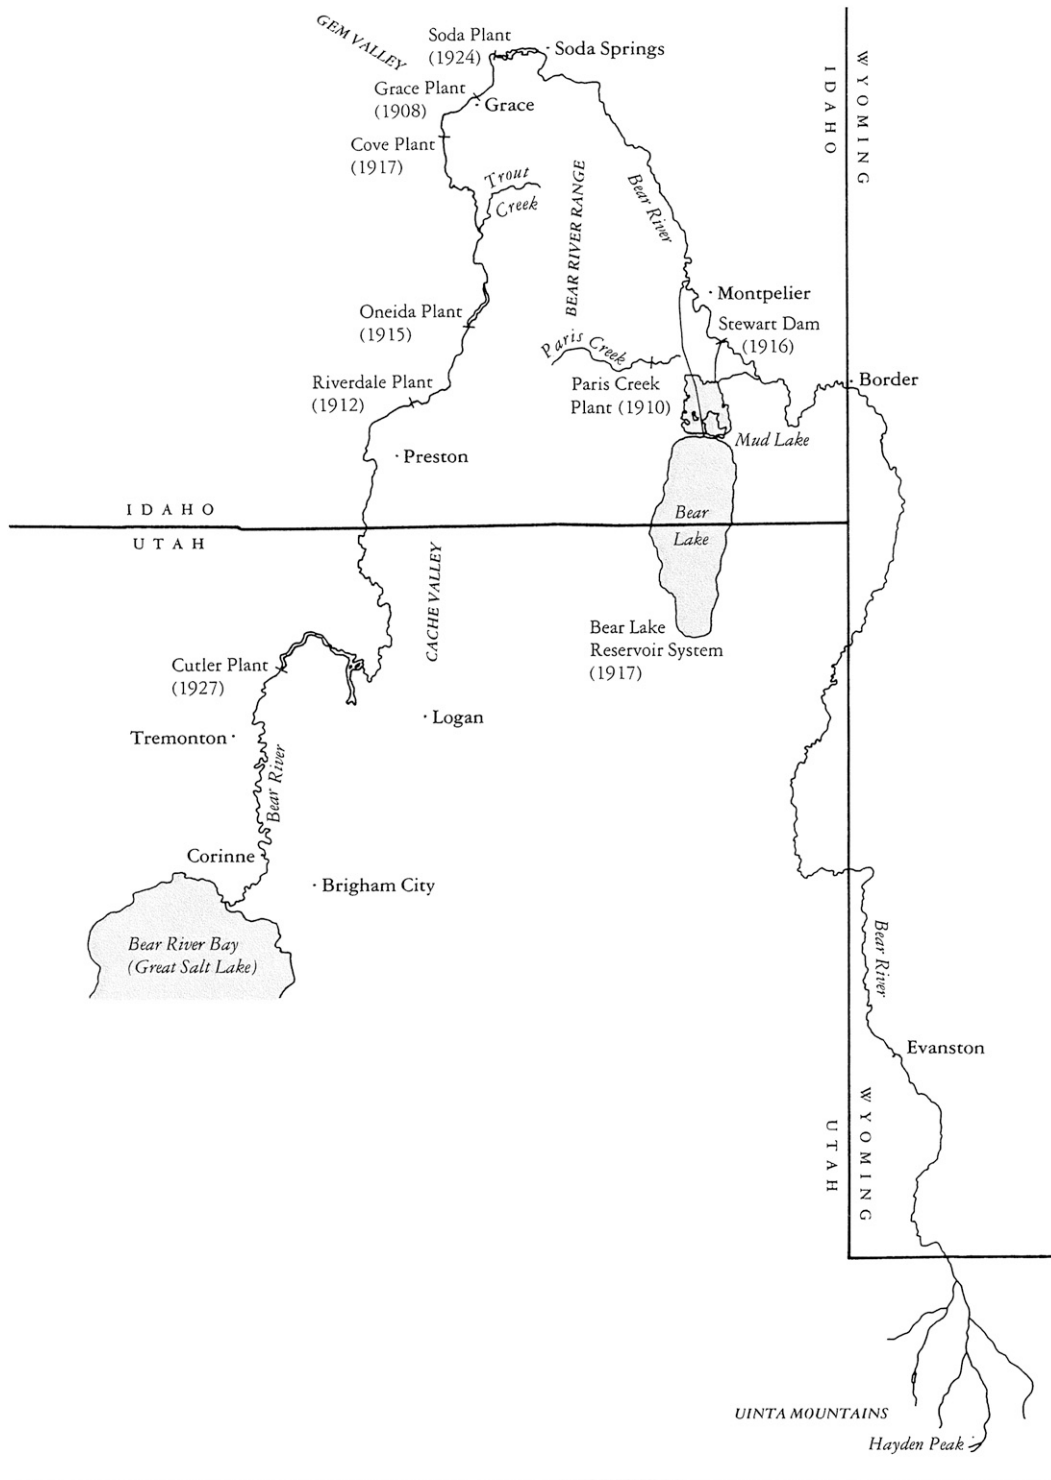 GEM VALLEY
Soda Plant
(1924)
Soda Springs
Grace Plant
(1908)
Grace
Cove Plant
(1917)
Trout
Creek
BEAR RIVER RANGE
Bear River
IDAHO
WYOMING
Montpelier
Oneida Plant
(1915)
Stewart Dam
(1916)
Paris Creek
Riverdale Plant
(1912)
Paris Creek
Plant (1910)
Border
Mud Lake
Preston
IDAHO
UTAH
Bear
Lake
CACHE VALLEY
Bear Lake
Reservoir System
(1917)
Cutler Plant
(1927)
Logan
Tremonton
Bear River
Corinne
Brigham City
Bear River Bay
(Great Salt Lake)
Bear River
Evanston
UTAH
WYOMING
UINTA MOUNTAINS
Hayden Peak